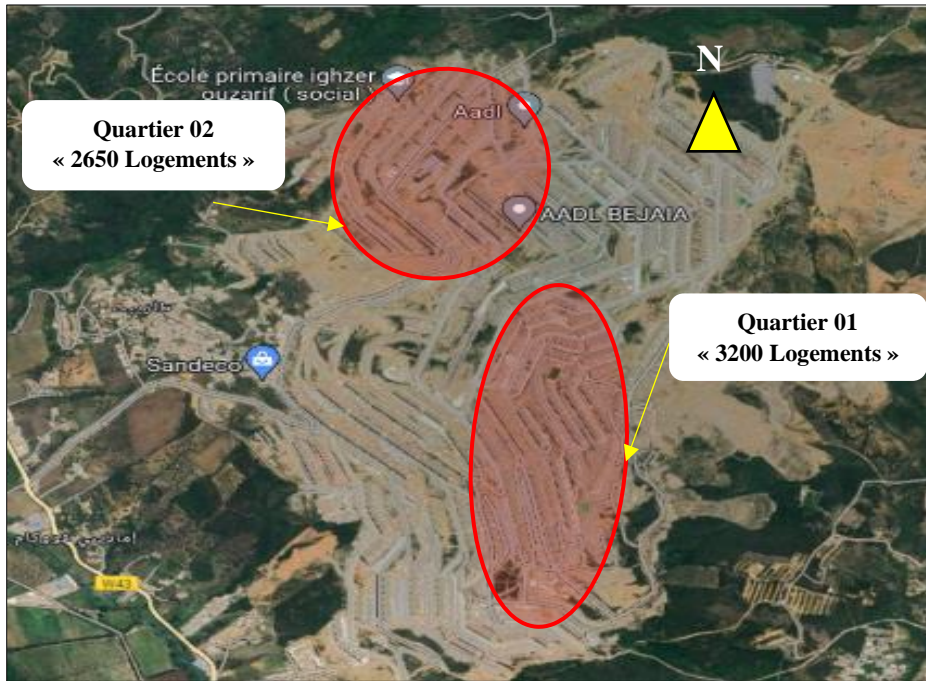 N
École primaire ighzer
ouzarif ( social )
Aadl
Quartier 02
« 2650 Logements »
AADL BEJAIA
Quartier 01
« 3200 Logements »
Sandeco
W43